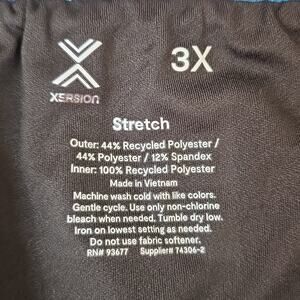 XERSION
3X
Stretch
Outer: 44% Recycled Polyester /
44% Polyester / 12% Spandex
Inner: 100% Recycled Polyester
Made in Vietnam
Machine wash cold with like colors.
Gentle cycle. Use only non-chlorine
bleach when needed. Tumble dry low.
Iron on lowest setting as needed.
Do not use fabric softener.
RN# 93677 Supplier# 74306-2